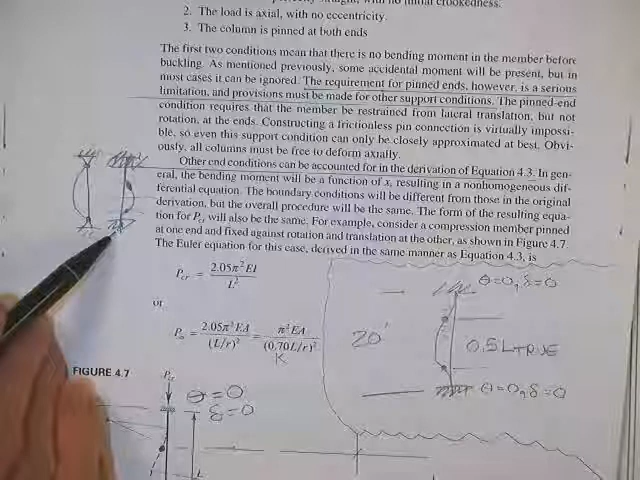 straight, with no initial crookedness.
2. The load is axial, with no eccentricity.
3. The column is pinned at both ends
The first two conditions mean that there is no bending moment in the member before
buckling. As mentioned previously, some accidental moment will be present, but in
most cases it can be ignored. The requirement for pinned ends, however, is a serious
limitation, and provisions must be made for other support conditions. The pinned-end
condition requires that the member be restrained from lateral translation, but not
rotation, at the ends. Constructing a frictionless pin connection is virtually impossi-
ble, so even this support condition can only be closely approximated at best. Obvi-
ously, all columns must be free to deform axially.
Other end conditions can be accounted for in the derivation of Equation 4.3. In gen-
eral, the bending moment will be a function of x, resulting in a nonhomogeneous dif-
ferential equation. The boundary conditions will be different from those in the original
derivation, but the overall procedure will be the same. The form of the resulting equa-
tion for Pcr will also be the same. For example, consider a compression member pinned
at one end and fixed against rotation and translation at the other, as shown in Figure 4.7.
The Euler equation for this case, derived in the same manner as Equation 4.3, is
Pcr = 2.05π²EI / L²
or
Pcr = 2.05π²EA / (L/r)² = π²EA / (0.70L/r)²
K
θ=0, δ=0
20'
0.5L TRUE
θ=0, δ=0
FIGURE 4.7
Pcr
θ=0
δ=0
L